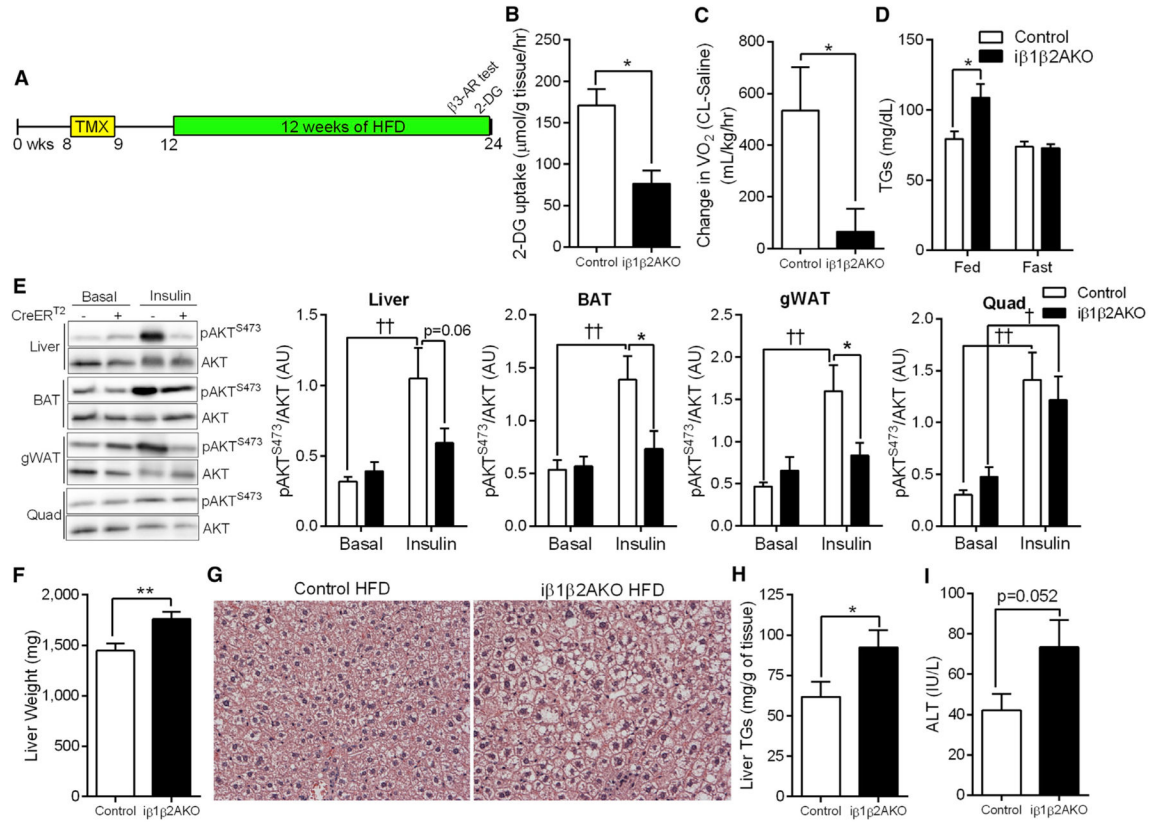 A
0 wks
8
TMX
9
12
12 weeks of HFD
24
β3-AR test
2-DG
B
2-DG uptake (μmol/g tissue/hr)
250
200
150
100
50
0
*
Control
iβ1β2AKO
C
Change in VO2 (CL-Saline)
(mL/kg/hr)
800
600
400
200
0
*
Control
iβ1β2AKO
D
TGs (mg/dL)
150
100
50
0
*
Fed
Fast
Control
iβ1β2AKO
E
Basal
Insulin
CreERT2
-
+
-
+
Liver
pAKTS473
AKT
BAT
pAKTS473
AKT
gWAT
pAKTS473
AKT
Quad
pAKTS473
AKT
Liver
pAKTS473/AKT (AU)
1.5
1.0
0.5
0.0
††
p=0.06
Basal
Insulin
BAT
pAKTS473/AKT (AU)
2.0
1.5
1.0
0.5
0.0
††
*
Basal
Insulin
gWAT
pAKTS473/AKT (AU)
2.0
1.5
1.0
0.5
0.0
††
*
Basal
Insulin
Quad
pAKTS473/AKT (AU)
2.0
1.5
1.0
0.5
0.0
†
††
Basal
Insulin
Control
iβ1β2AKO
F
Liver Weight (mg)
2,000
1,500
1,000
500
0
**
Control
iβ1β2AKO
G
Control HFD
iβ1β2AKO HFD
H
Liver TGs (mg/g of tissue)
125
100
75
50
25
0
*
Control
iβ1β2AKO
I
ALT (IU/L)
100
80
60
40
20
0
p=0.052
Control
iβ1β2AKO